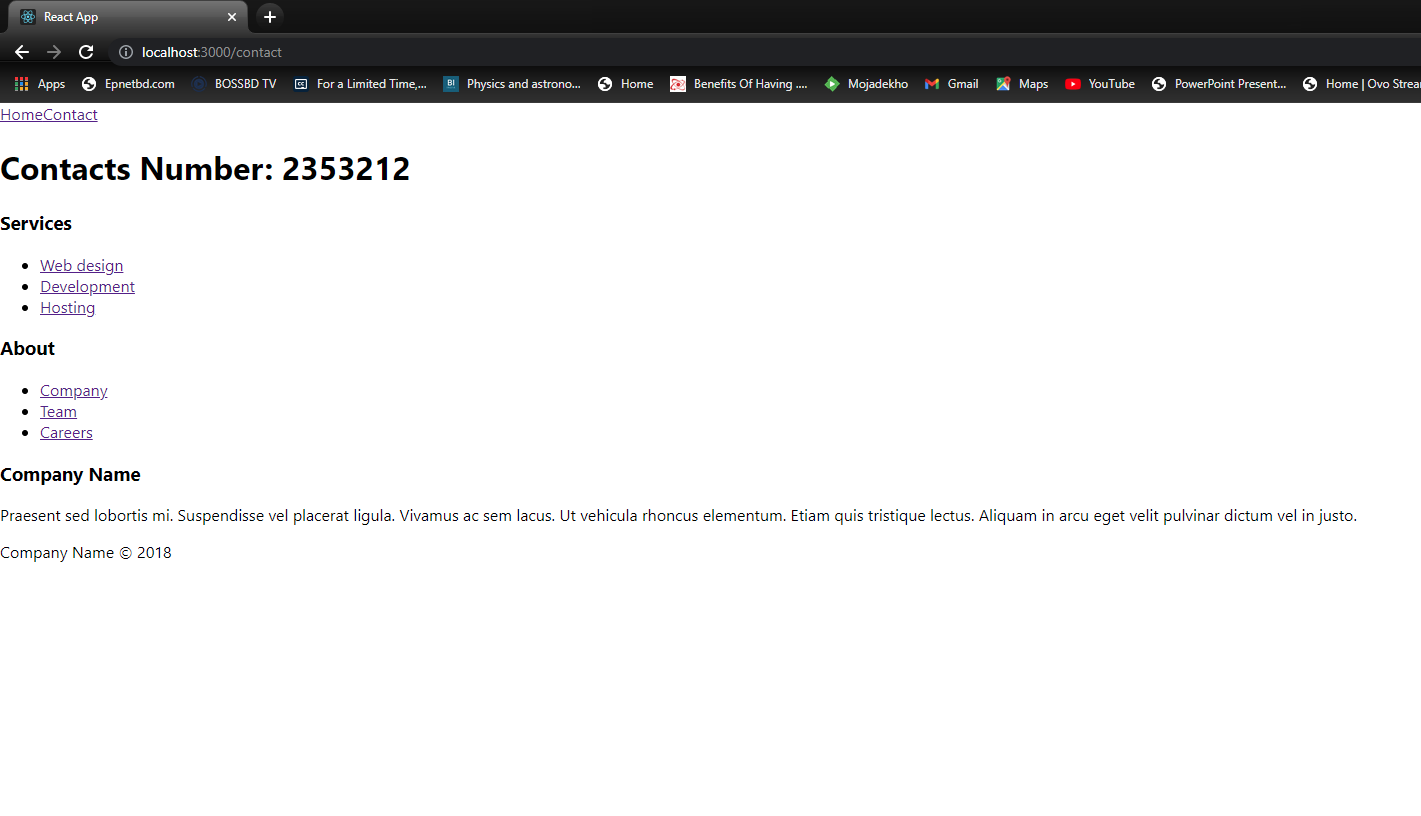 React App
localhost:3000/contact
Apps Epnetbd.com BOSSBD TV For a Limited Time,... BI Physics and astrono... Home Benefits Of Having .... Mojadekho Gmail Maps YouTube PowerPoint Present... Home | Ovo Strea
HomeContact
Contacts Number: 2353212
Services
Web design
Development
Hosting
About
Company
Team
Careers
Company Name
Praesent sed lobortis mi. Suspendisse vel placerat ligula. Vivamus ac sem lacus. Ut vehicula rhoncus elementum. Etiam quis tristique lectus. Aliquam in arcu eget velit pulvinar dictum vel in justo.
Company Name © 2018